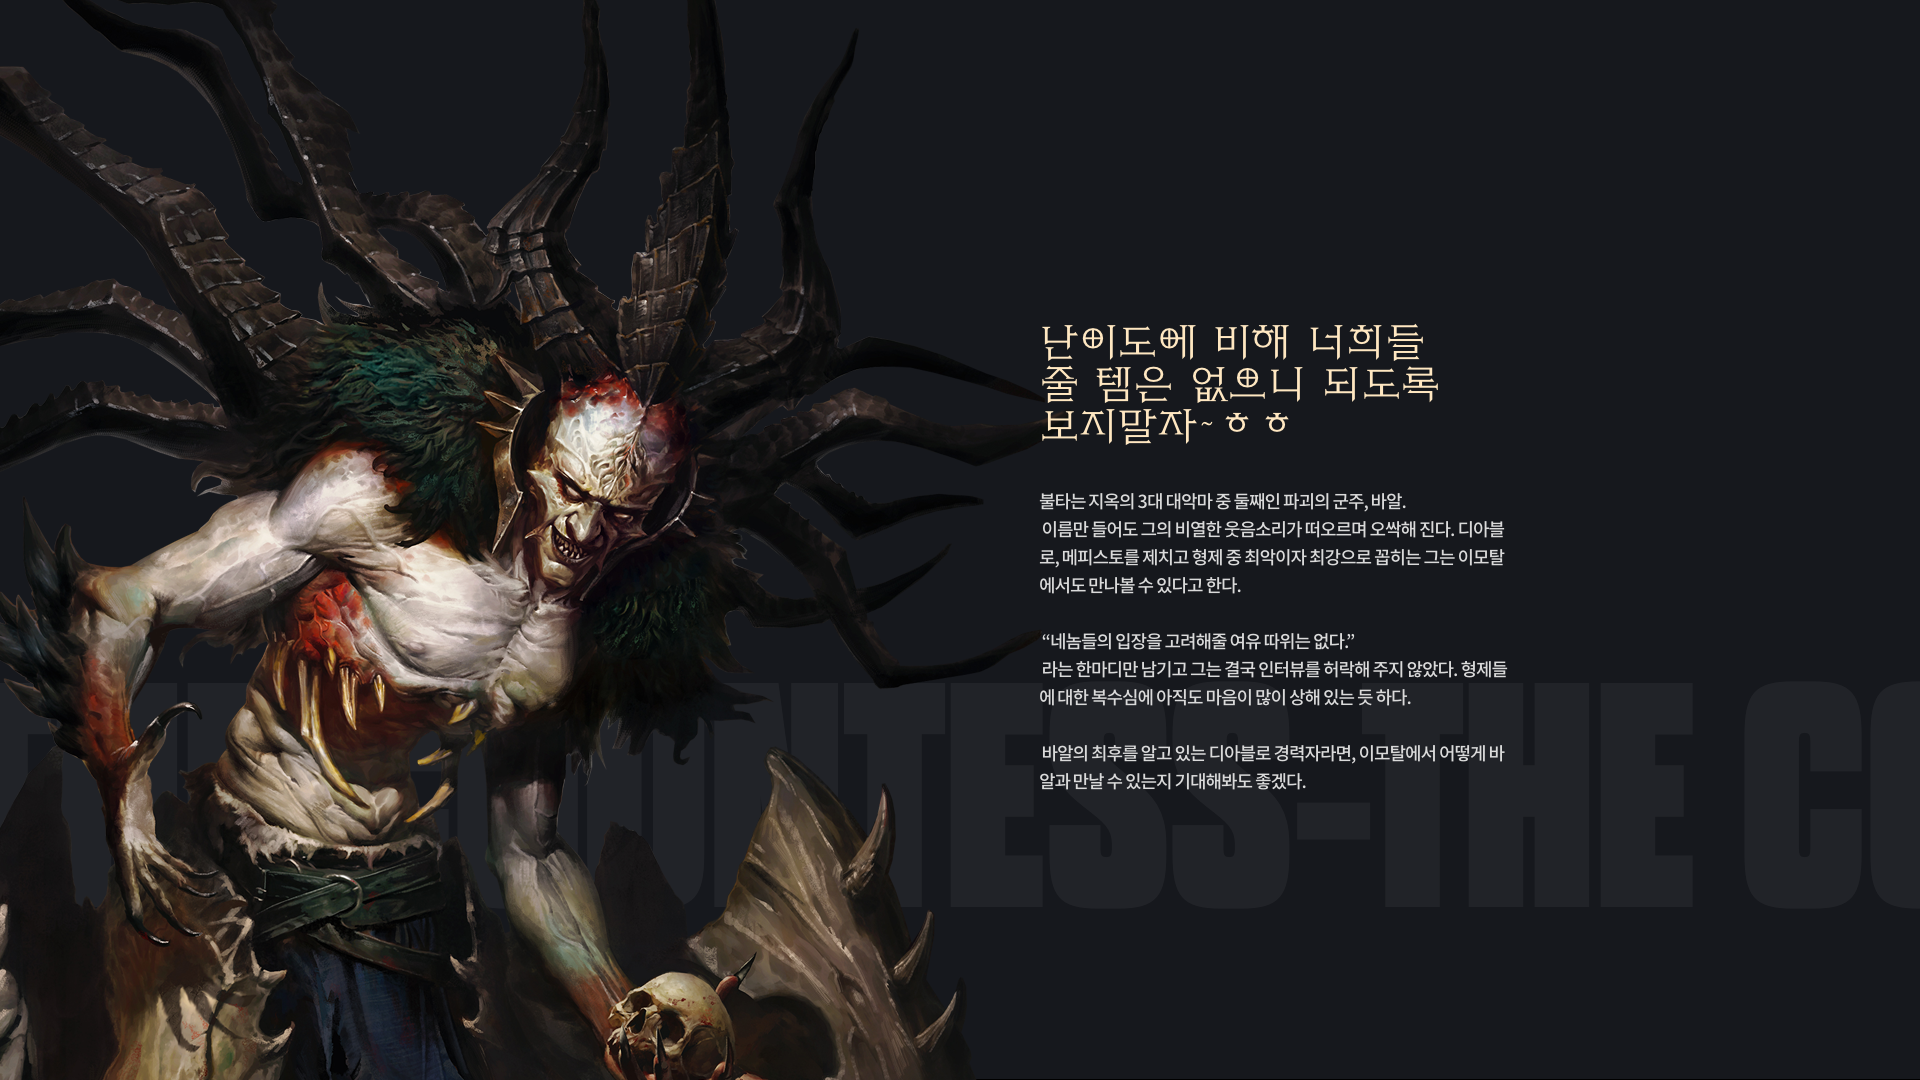 난이도에 비해 너희들
줄 템은 없으니 되도록
보지말자~ㅎㅎ
불타는 지옥의 3대 대악마 중 둘째인 파괴의 군주, 바알.
이름만 들어도 그의 비열한 웃음소리가 떠오르며 오싹해 진다. 디아블
로, 메피스토를 제치고 형제 중 최악이자 최강으로 꼽히는 그는 이모탈
에서도 만나볼 수 있다고 한다.
“네놈들의 입장을 고려해줄 여유 따위는 없다.”
라는 한마디만 남기고 그는 결국 인터뷰를 허락해 주지 않았다. 형제들
에 대한 복수심에 아직도 마음이 많이 상해 있는 듯 하다.
바알의 최후를 알고 있는 디아블로 경력자라면, 이모탈에서 어떻게 바
알과 만날 수 있는지 기대해봐도 좋겠다.
UNTESS-THE CO